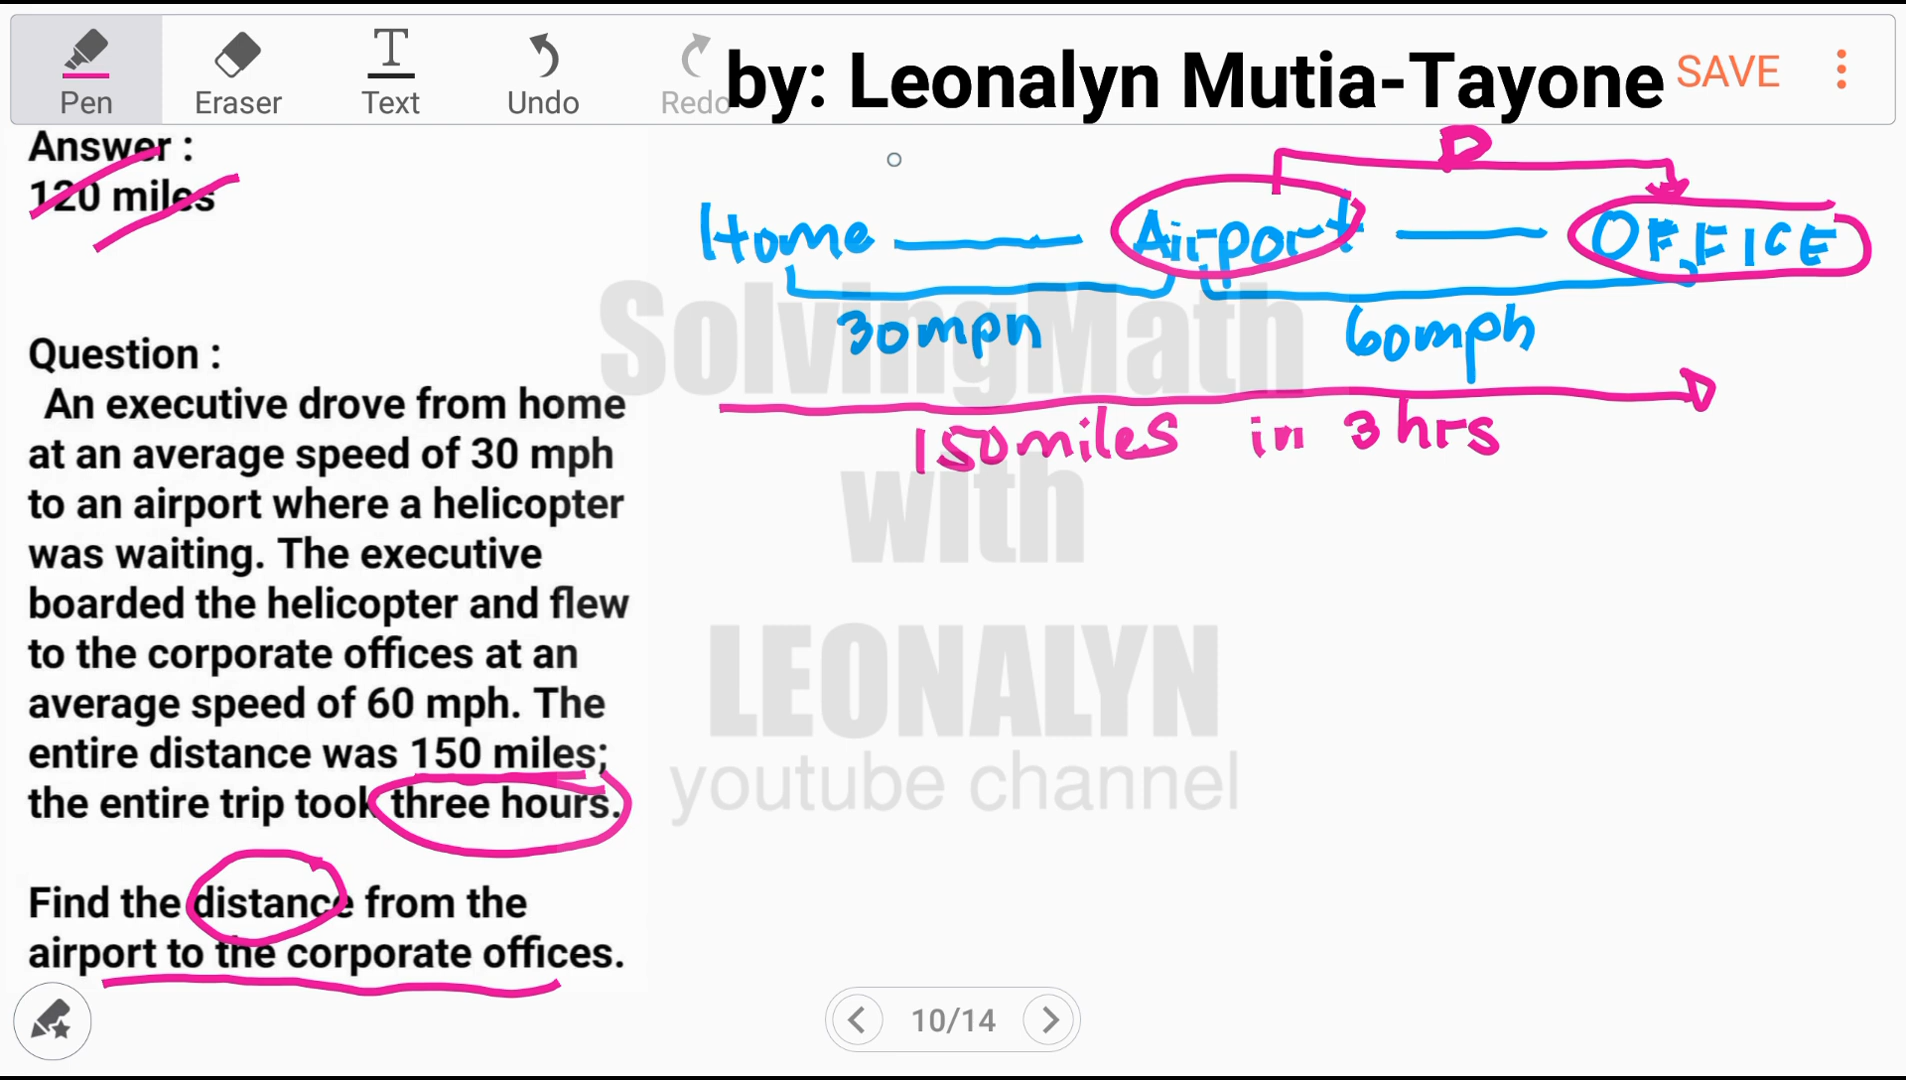 Pen
Eraser
Text
Undo
Redo
by: Leonalyn Mutia-Tayone
SAVE
Answer :
120 miles
Question :
An executive drove from home
at an average speed of 30 mph
to an airport where a helicopter
was waiting. The executive
boarded the helicopter and flew
to the corporate offices at an
average speed of 60 mph. The
entire distance was 150 miles;
the entire trip took three hours.
Find the distance from the
airport to the corporate offices.
D
Home Airport OFFICE
30mph 60mph
150miles in 3hrs
SolvingMath
with
LEONALYN
youtube channel
10/14